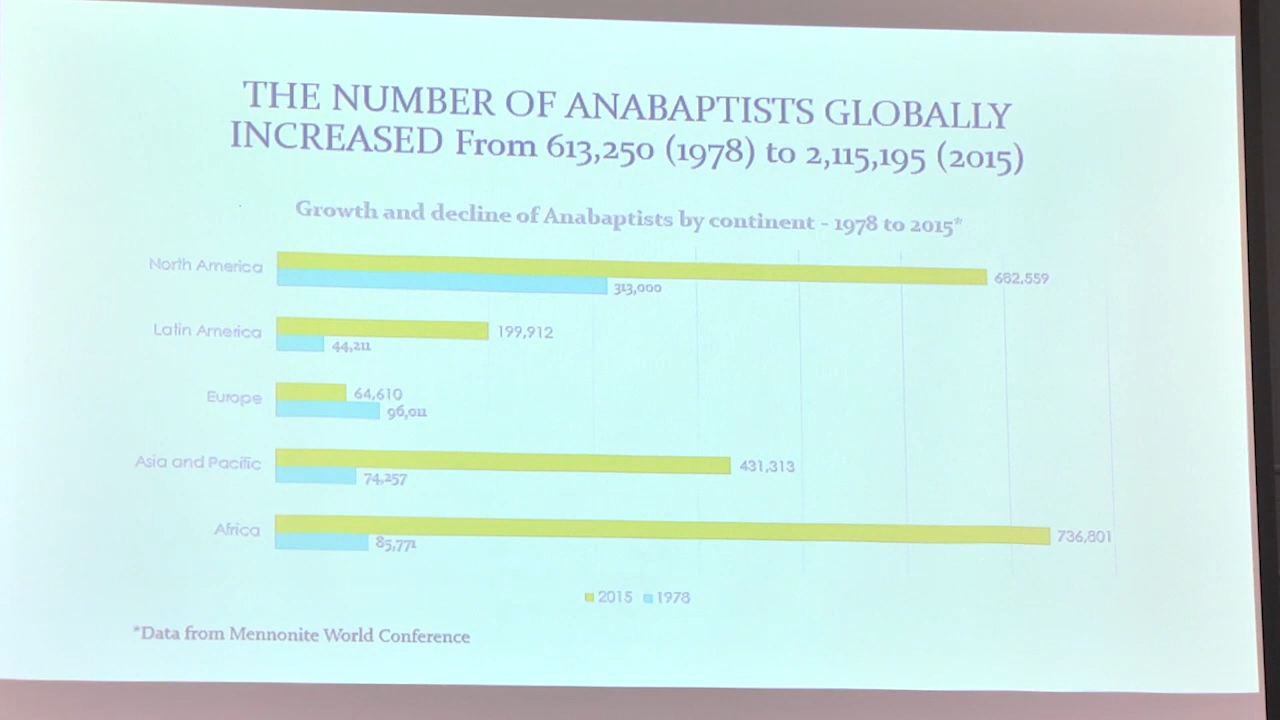 THE NUMBER OF ANABAPTISTS GLOBALLY
INCREASED From 613,250 (1978) to 2,115,195 (2015)
Growth and decline of Anabaptists by continent - 1978 to 2015*
North America
682,559
313,000
Latin America
199,912
44,211
Europe
64,610
96,011
Asia and Pacific
431,313
74,257
Africa
736,801
85,771
2015 1978
*Data from Mennonite World Conference